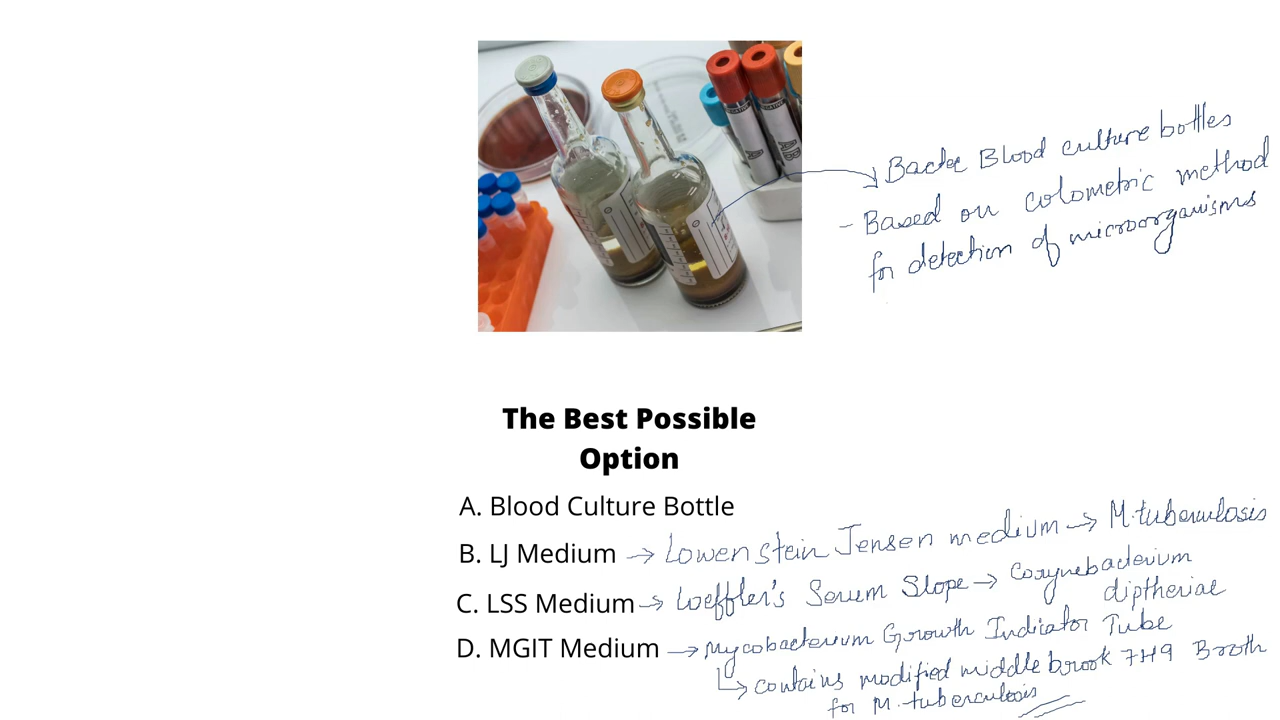 Bactec Blood culture bottles
- Based on colometric method
for detection of microorganisms
The Best Possible
Option
A. Blood Culture Bottle
B. LJ Medium → Lowenstein Jensen medium → M. tuberculosis
C. LSS Medium → Loeffler's Serum Slope → Corynebacterium
diptheriae
D. MGIT Medium → Mycobacterium Growth Indicator Tube
↳ contains modified middlebrook 7H9 Broth
for M. tuberculosis